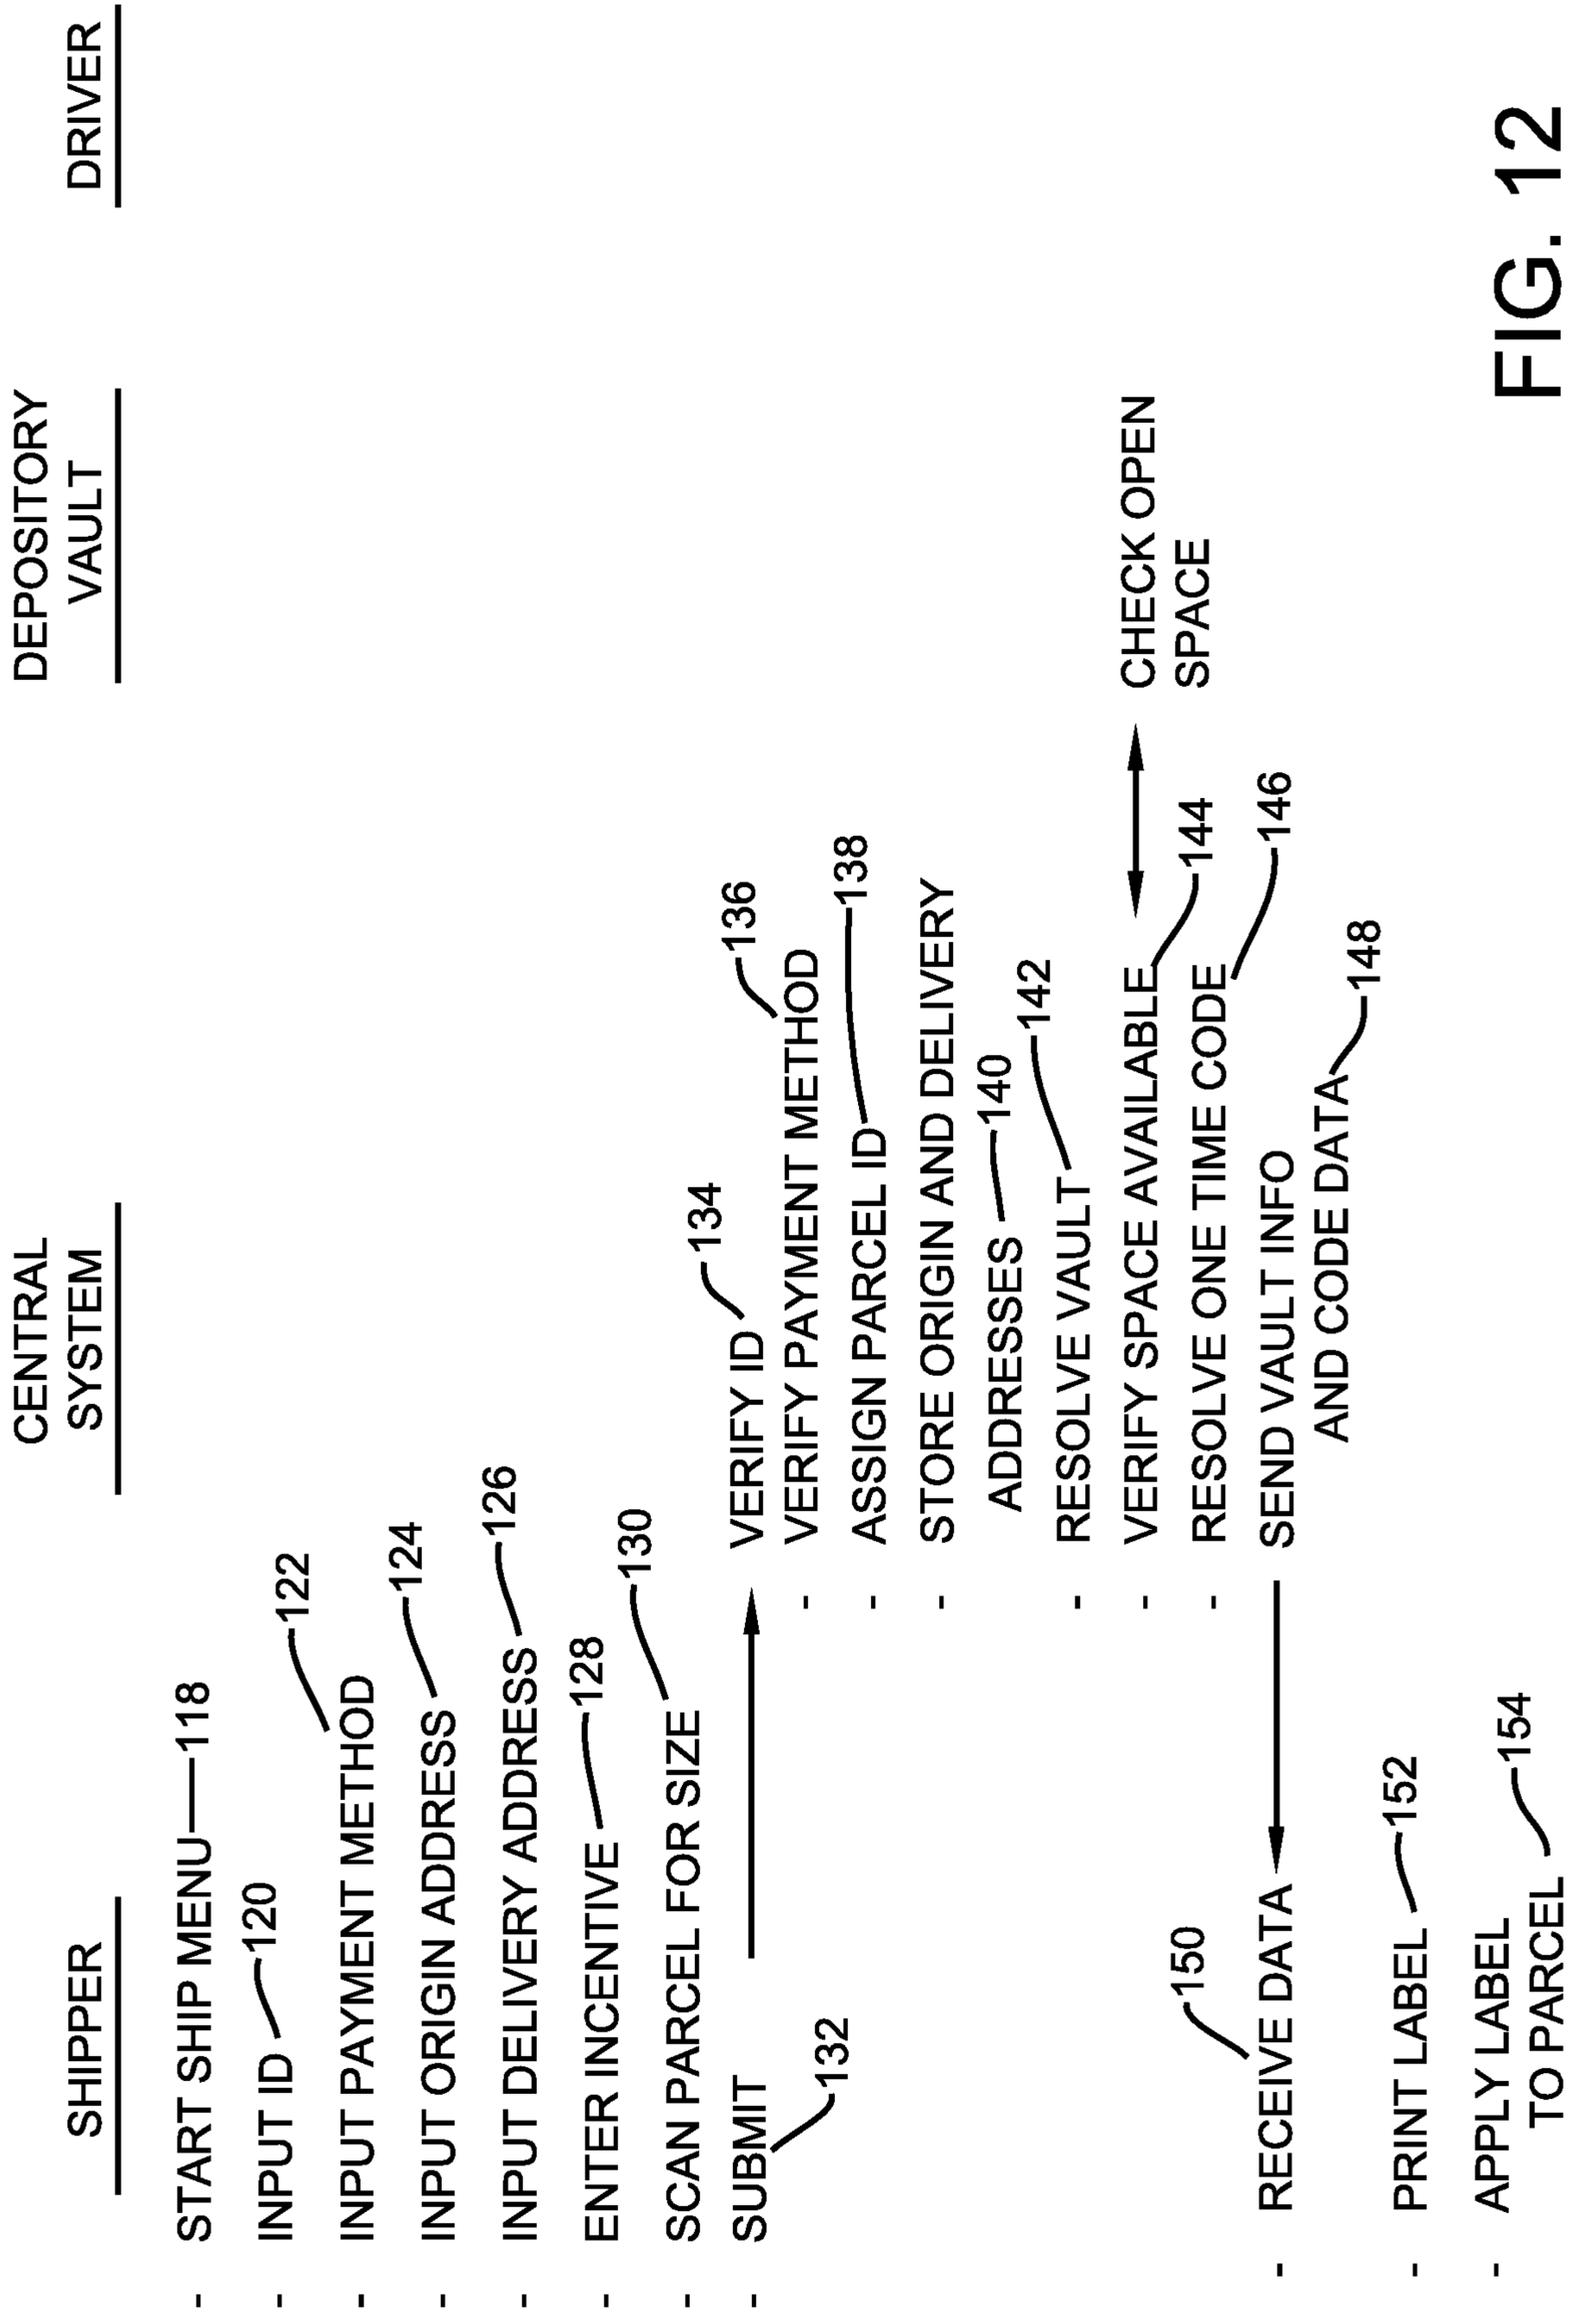 SHIPPER
CENTRAL
SYSTEM
DEPOSITORY
VAULT
DRIVER
- START SHIP MENU 118
- INPUT ID 120
- INPUT PAYMENT METHOD 122
- INPUT ORIGIN ADDRESS 124
- INPUT DELIVERY ADDRESS 126
- ENTER INCENTIVE 128
- SCAN PARCEL FOR SIZE 130
- SUBMIT 132
VERIFY ID 134
- VERIFY PAYMENT METHOD 136
- ASSIGN PARCEL ID 138
- STORE ORIGIN AND DELIVERY
ADDRESSES 140
- RESOLVE VAULT 142
- VERIFY SPACE AVAILABLE 144
CHECK OPEN
SPACE
- RESOLVE ONE TIME CODE 146
SEND VAULT INFO
AND CODE DATA 148
- RECEIVE DATA 150
- PRINT LABEL 152
- APPLY LABEL
TO PARCEL 154
FIG. 12